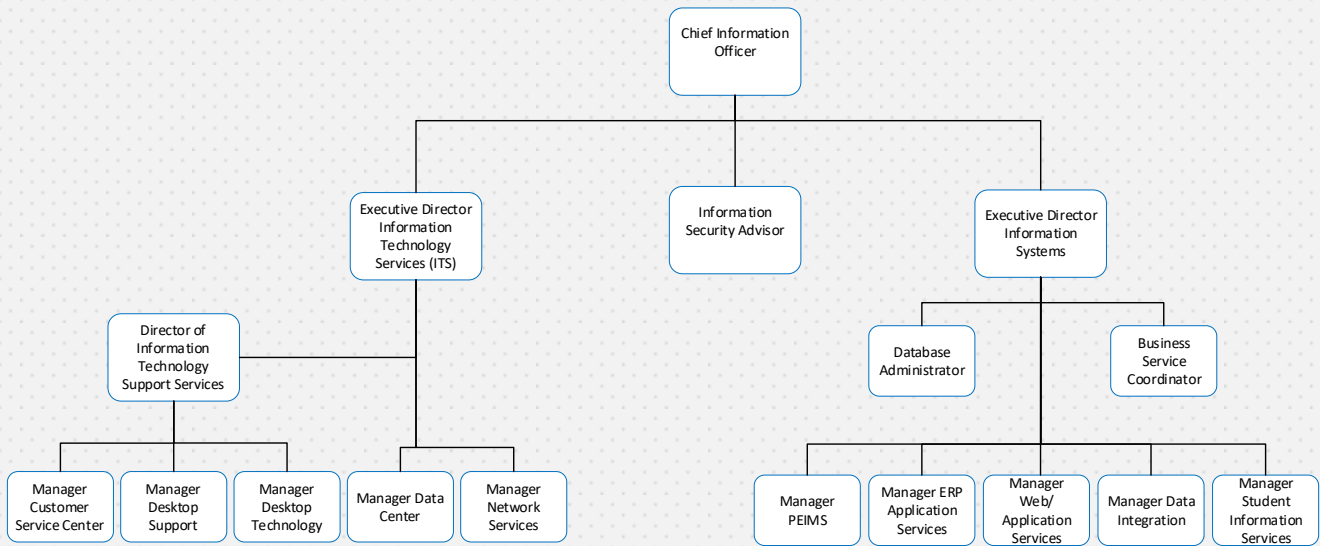 Chief Information
Officer
Executive Director
Information
Technology
Services (ITS)
Information
Security Advisor
Executive Director
Information
Systems
Director of
Information
Technology
Support Services
Database
Administrator
Business
Service
Coordinator
Manager
Customer
Service Center
Manager
Desktop
Support
Manager
Desktop
Technology
Manager Data
Center
Manager
Network
Services
Manager
PEIMS
Manager ERP
Application
Services
Manager
Web/
Application
Services
Manager Data
Integration
Manager
Student
Information
Services